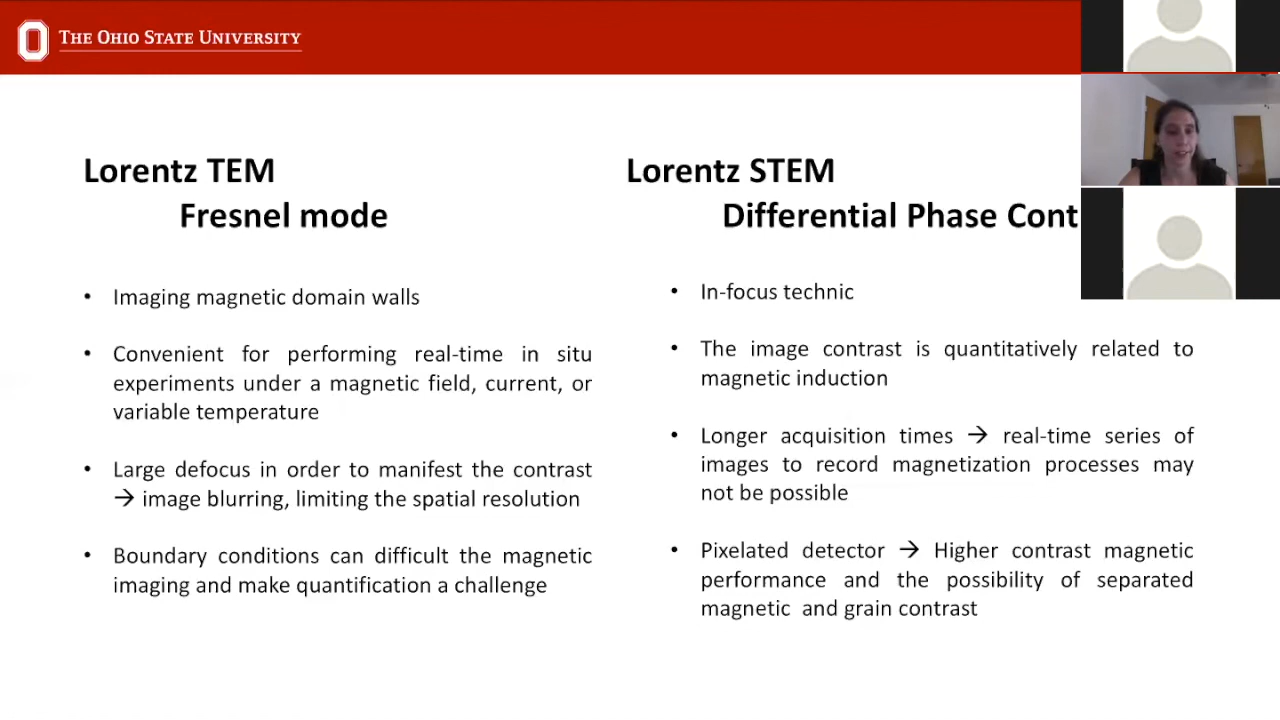 THE OHIO STATE UNIVERSITY
Lorentz TEM
Fresnel mode
• Imaging magnetic domain walls
• Convenient for performing real-time in situ
experiments under a magnetic field, current, or
variable temperature
• Large defocus in order to manifest the contrast
→ image blurring, limiting the spatial resolution
• Boundary conditions can difficult the magnetic
imaging and make quantification a challenge
Lorentz STEM
Differential Phase Cont
• In-focus technic
• The image contrast is quantitatively related to
magnetic induction
• Longer acquisition times → real-time series of
images to record magnetization processes may
not be possible
• Pixelated detector → Higher contrast magnetic
performance and the possibility of separated
magnetic and grain contrast